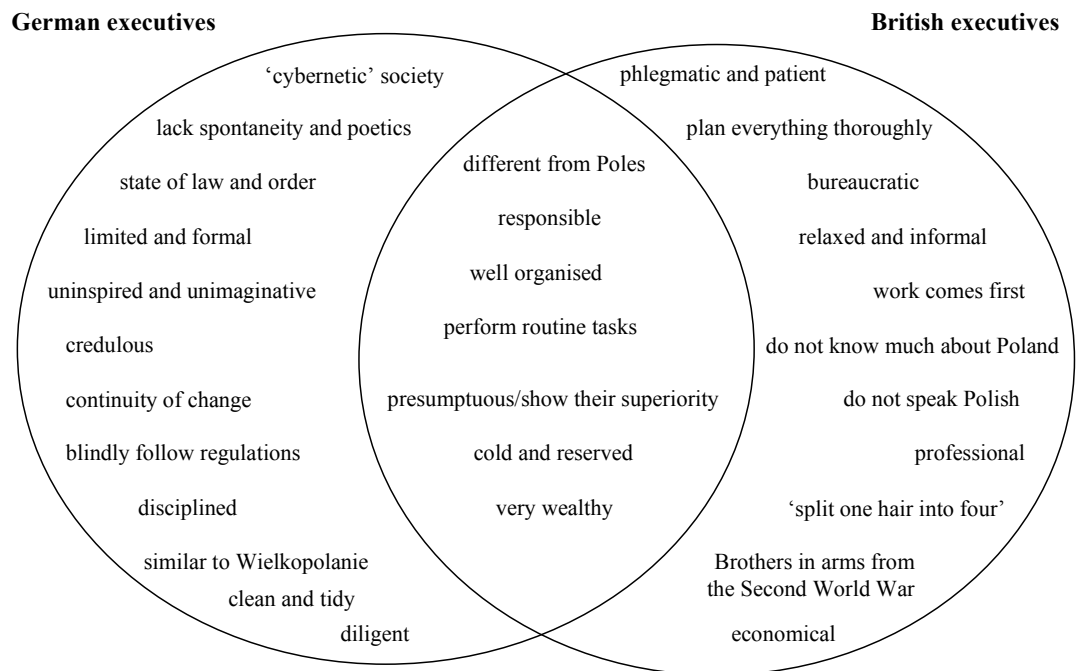 German executives
British executives
‘cybernetic’ society
lack spontaneity and poetics
state of law and order
limited and formal
uninspired and unimaginative
credulous
continuity of change
blindly follow regulations
disciplined
similar to Wielkopolanie
clean and tidy
diligent
different from Poles
responsible
well organised
perform routine tasks
presumptuous/show their superiority
cold and reserved
very wealthy
phlegmatic and patient
plan everything thoroughly
bureaucratic
relaxed and informal
work comes first
do not know much about Poland
do not speak Polish
professional
‘split one hair into four’
Brothers in arms from
the Second World War
economical